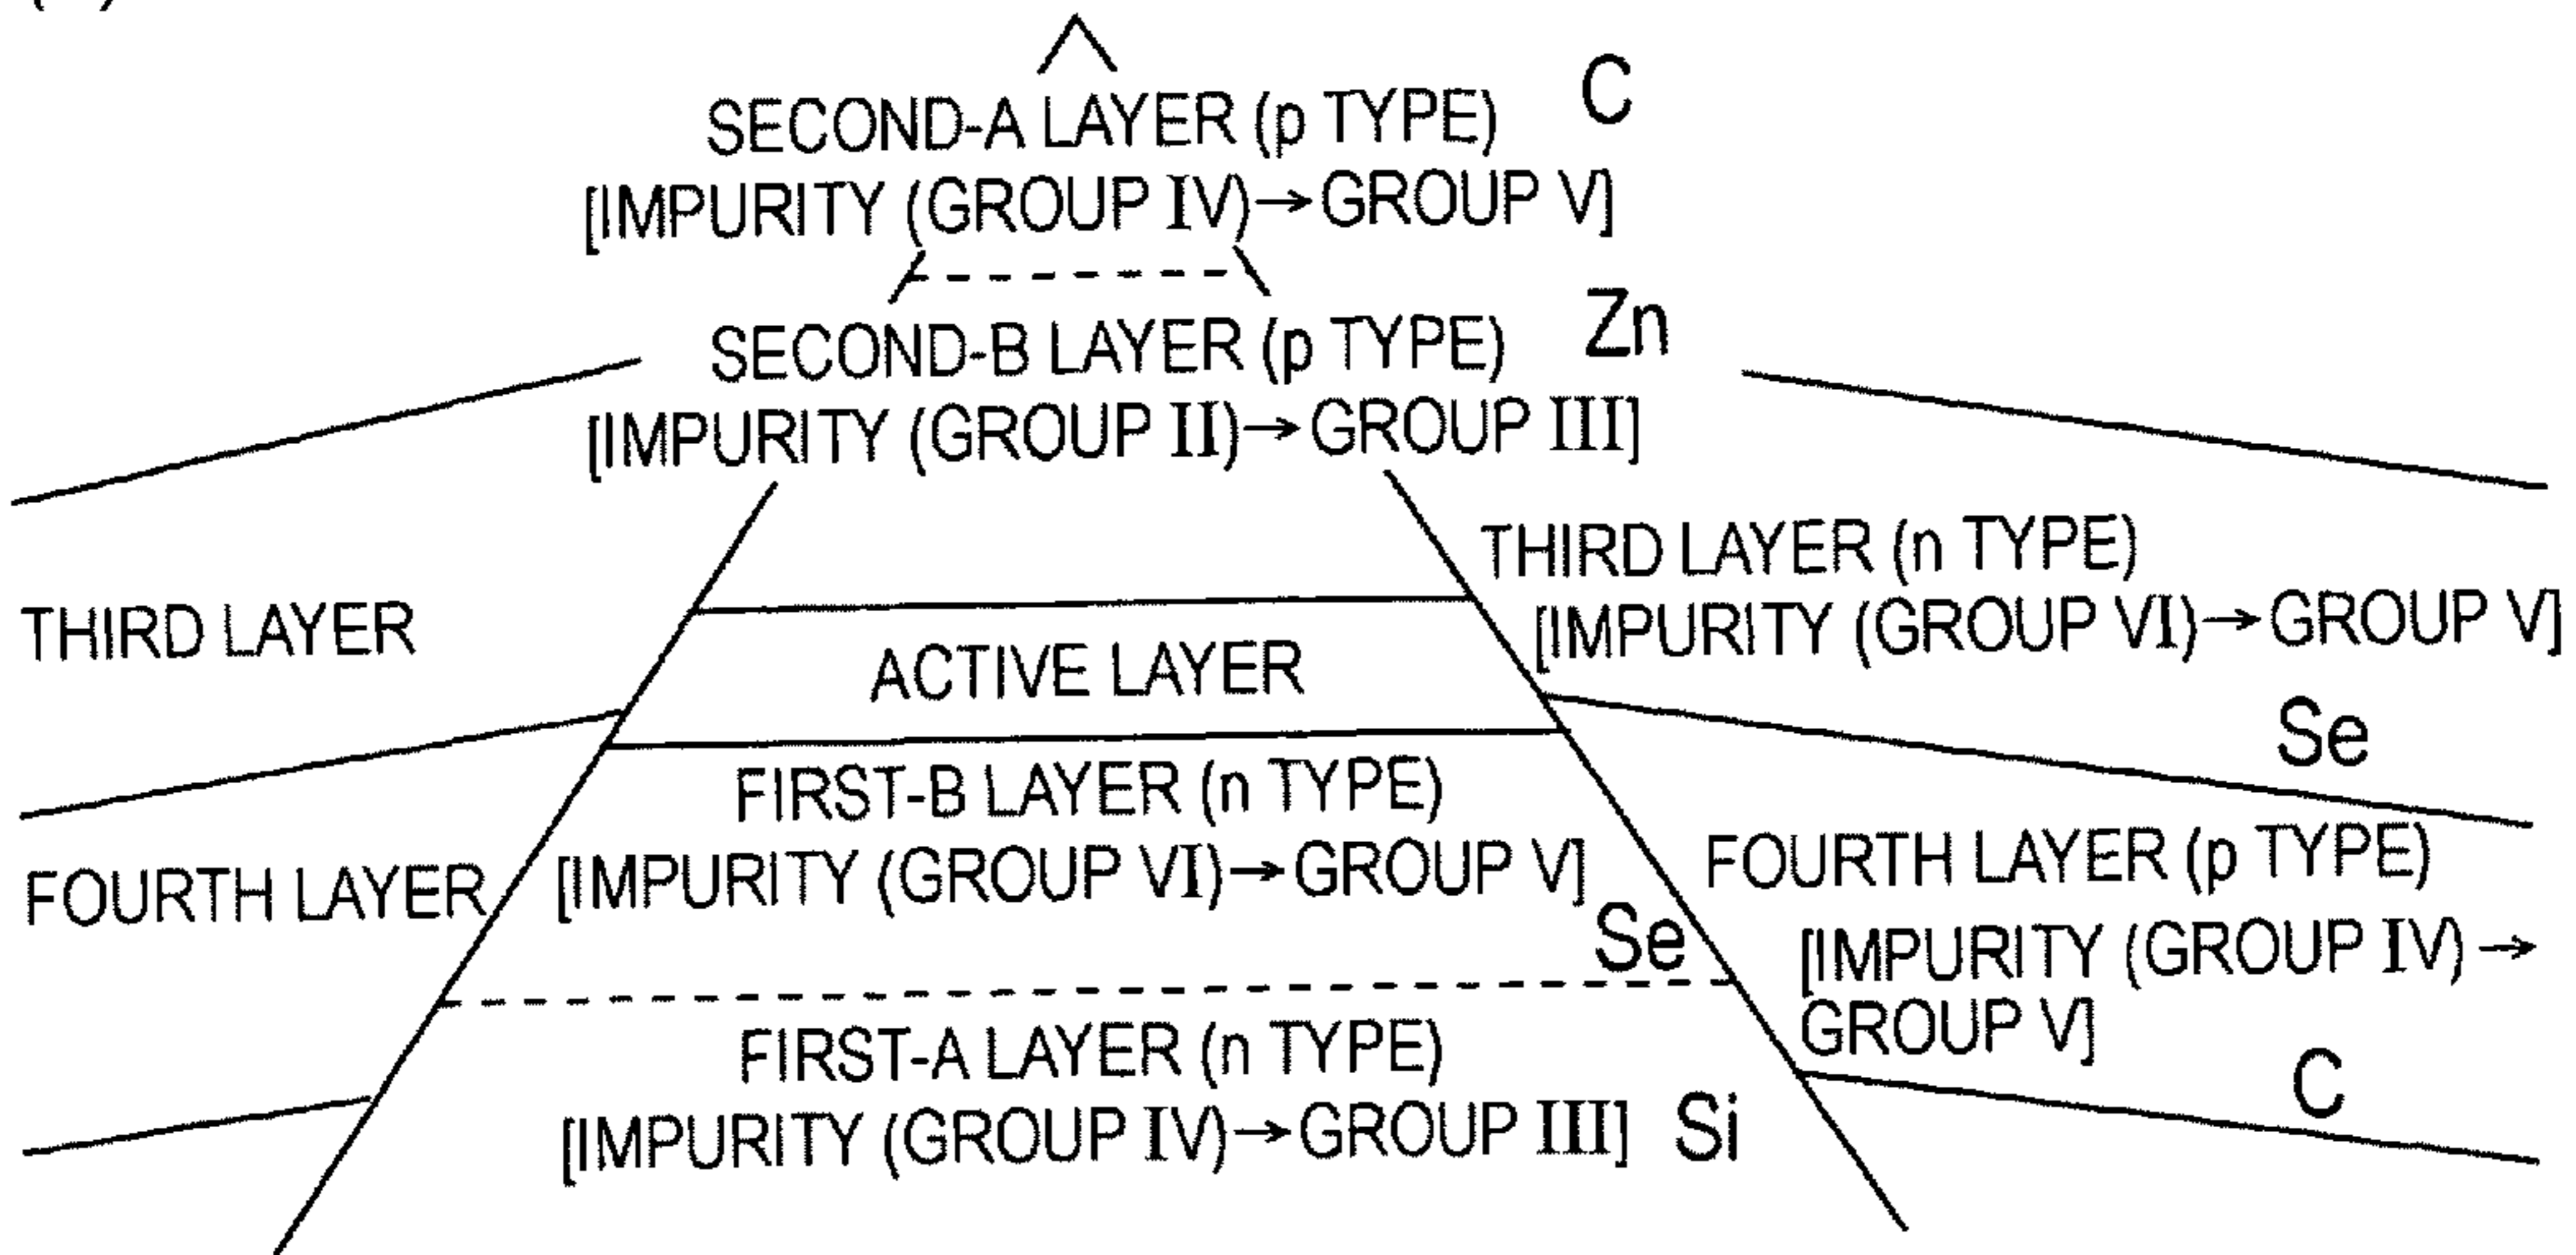 SECOND-A LAYER (p TYPE) C
[IMPURITY (GROUP IV)→GROUP V]
SECOND-B LAYER (p TYPE) Zn
[IMPURITY (GROUP II)→GROUP III]
THIRD LAYER (n TYPE)
[IMPURITY (GROUP VI)→GROUP V]
Se
THIRD LAYER
ACTIVE LAYER
FIRST-B LAYER (n TYPE)
[IMPURITY (GROUP VI)→GROUP V]
Se
FOURTH LAYER
FOURTH LAYER (p TYPE)
[IMPURITY (GROUP IV)→
GROUP V]
C
FIRST-A LAYER (n TYPE)
[IMPURITY (GROUP IV)→GROUP III] Si